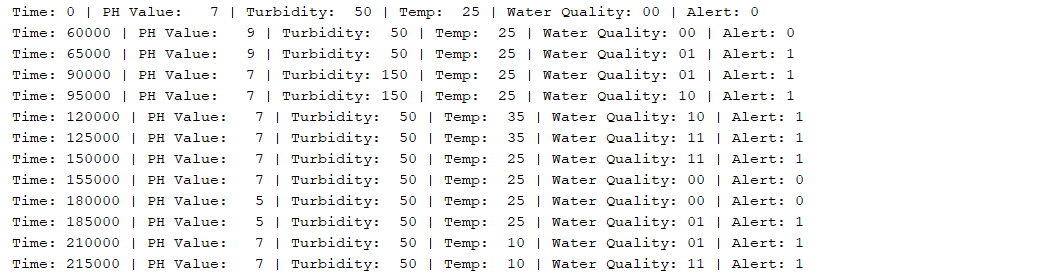 Time: 0 | PH Value:   7 | Turbidity:   50 | Temp:  25 | Water Quality: 00 | Alert: 0
Time: 60000 | PH Value:   9 | Turbidity:   50 | Temp:  25 | Water Quality: 00 | Alert: 0
Time: 65000 | PH Value:   9 | Turbidity:   50 | Temp:  25 | Water Quality: 01 | Alert: 1
Time: 90000 | PH Value:   7 | Turbidity: 150 | Temp:  25 | Water Quality: 01 | Alert: 1
Time: 95000 | PH Value:   7 | Turbidity: 150 | Temp:  25 | Water Quality: 10 | Alert: 1
Time: 120000 | PH Value:   7 | Turbidity:  50 | Temp:  35 | Water Quality: 10 | Alert: 1
Time: 125000 | PH Value:   7 | Turbidity:  50 | Temp:  35 | Water Quality: 11 | Alert: 1
Time: 150000 | PH Value:   7 | Turbidity:  50 | Temp:  25 | Water Quality: 11 | Alert: 1
Time: 155000 | PH Value:   7 | Turbidity:  50 | Temp:  25 | Water Quality: 00 | Alert: 0
Time: 180000 | PH Value:   5 | Turbidity:  50 | Temp:  25 | Water Quality: 00 | Alert: 0
Time: 185000 | PH Value:   5 | Turbidity:  50 | Temp:  25 | Water Quality: 01 | Alert: 1
Time: 210000 | PH Value:   7 | Turbidity:  50 | Temp:  10 | Water Quality: 01 | Alert: 1
Time: 215000 | PH Value:   7 | Turbidity:  50 | Temp:  10 | Water Quality: 11 | Alert: 1